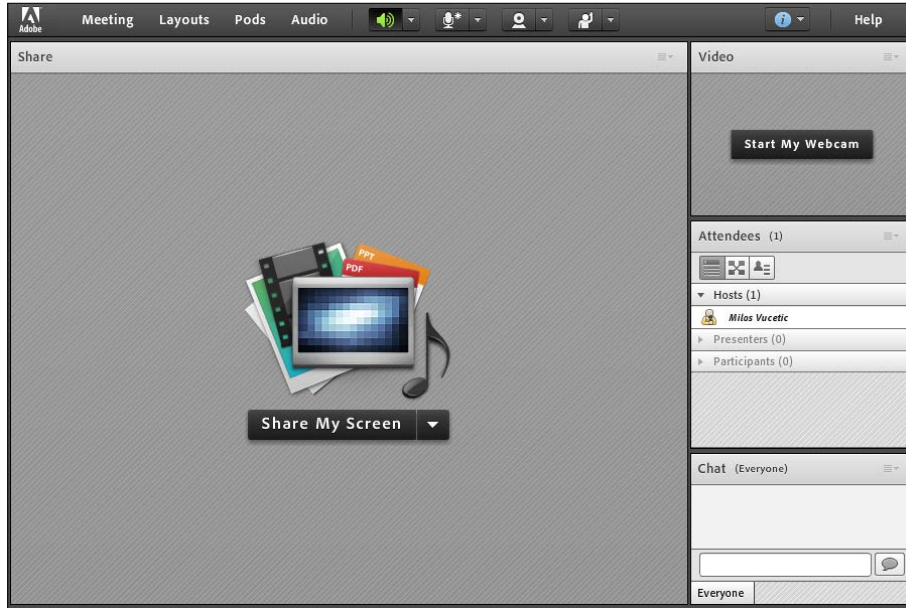 Adobe
Meeting Layouts Pods Audio Help
Share
PPT
PDF
Share My Screen
Video
Start My Webcam
Attendees (1)
Hosts (1)
Milos Vucetic
Presenters (0)
Participants (0)
Chat (Everyone)
Everyone